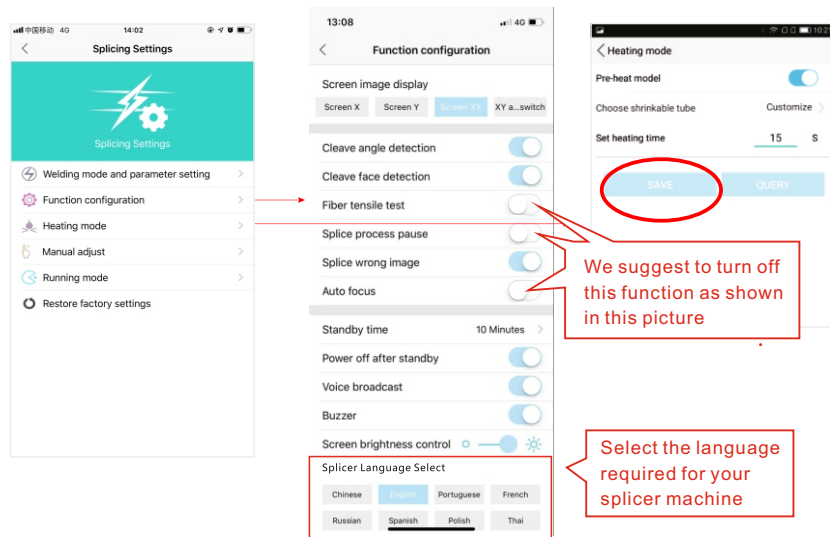 中国移动 4G 14:02
Splicing Settings
Splicing Settings
Welding mode and parameter setting
Function configuration
Heating mode
Manual adjust
Running mode
Restore factory settings
13:08 4G
Function configuration
Screen image display
Screen X Screen Y Screen XY XY a...switch
Cleave angle detection
Cleave face detection
Fiber tensile test
Splice process pause
Splice wrong image
Auto focus
Standby time 10 Minutes
Power off after standby
Voice broadcast
Buzzer
Screen brightness control
Splicer Language Select
Chinese English Portuguese French
Russian Spanish Polish Thai
10:21
Heating mode
Pre-heat model
Choose shrinkable tube Customize
Set heating time 15 S
SAVE QUERY
We suggest to turn off
this function as shown
in this picture
Select the language
required for your
splicer machine